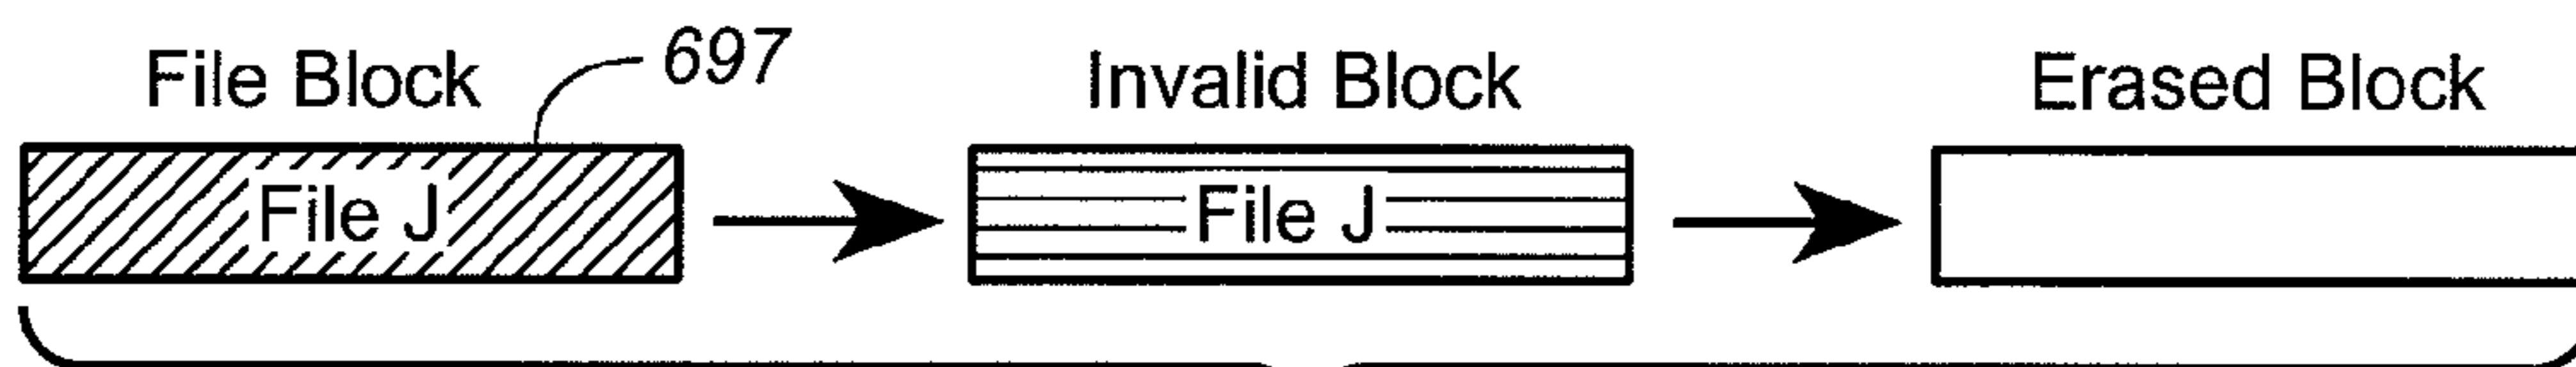 File Block 697 Invalid Block Erased Block
File J File J